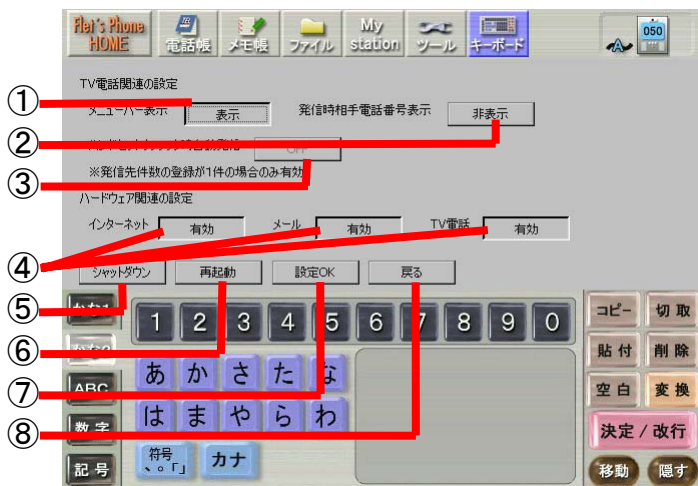 Flet's Phone HOME
電話帳
メモ帳
ファイル
My station
ツール
キーボード
050
TV電話関連の設定
①
メニューバー表示 表示 発信時相手電話番号表示 非表示
②
OFF
※発信先件数の登録が1件の場合のみ有効
③
ハードウェア関連の設定
インターネット 有効 メール 有効 TV電話 有効
④
シャットダウン 再起動 設定OK 戻る
⑤
⑥
⑦
⑧
かな1
1 2 3 4 5 6 7 8 9 0
コピー 切取
かな2
あ か さ た な
貼付 削除
ABC
空白 変換
は ま や ら わ
数字
決定 / 改行
符号 、。「」 カナ
記号
移動 隠す